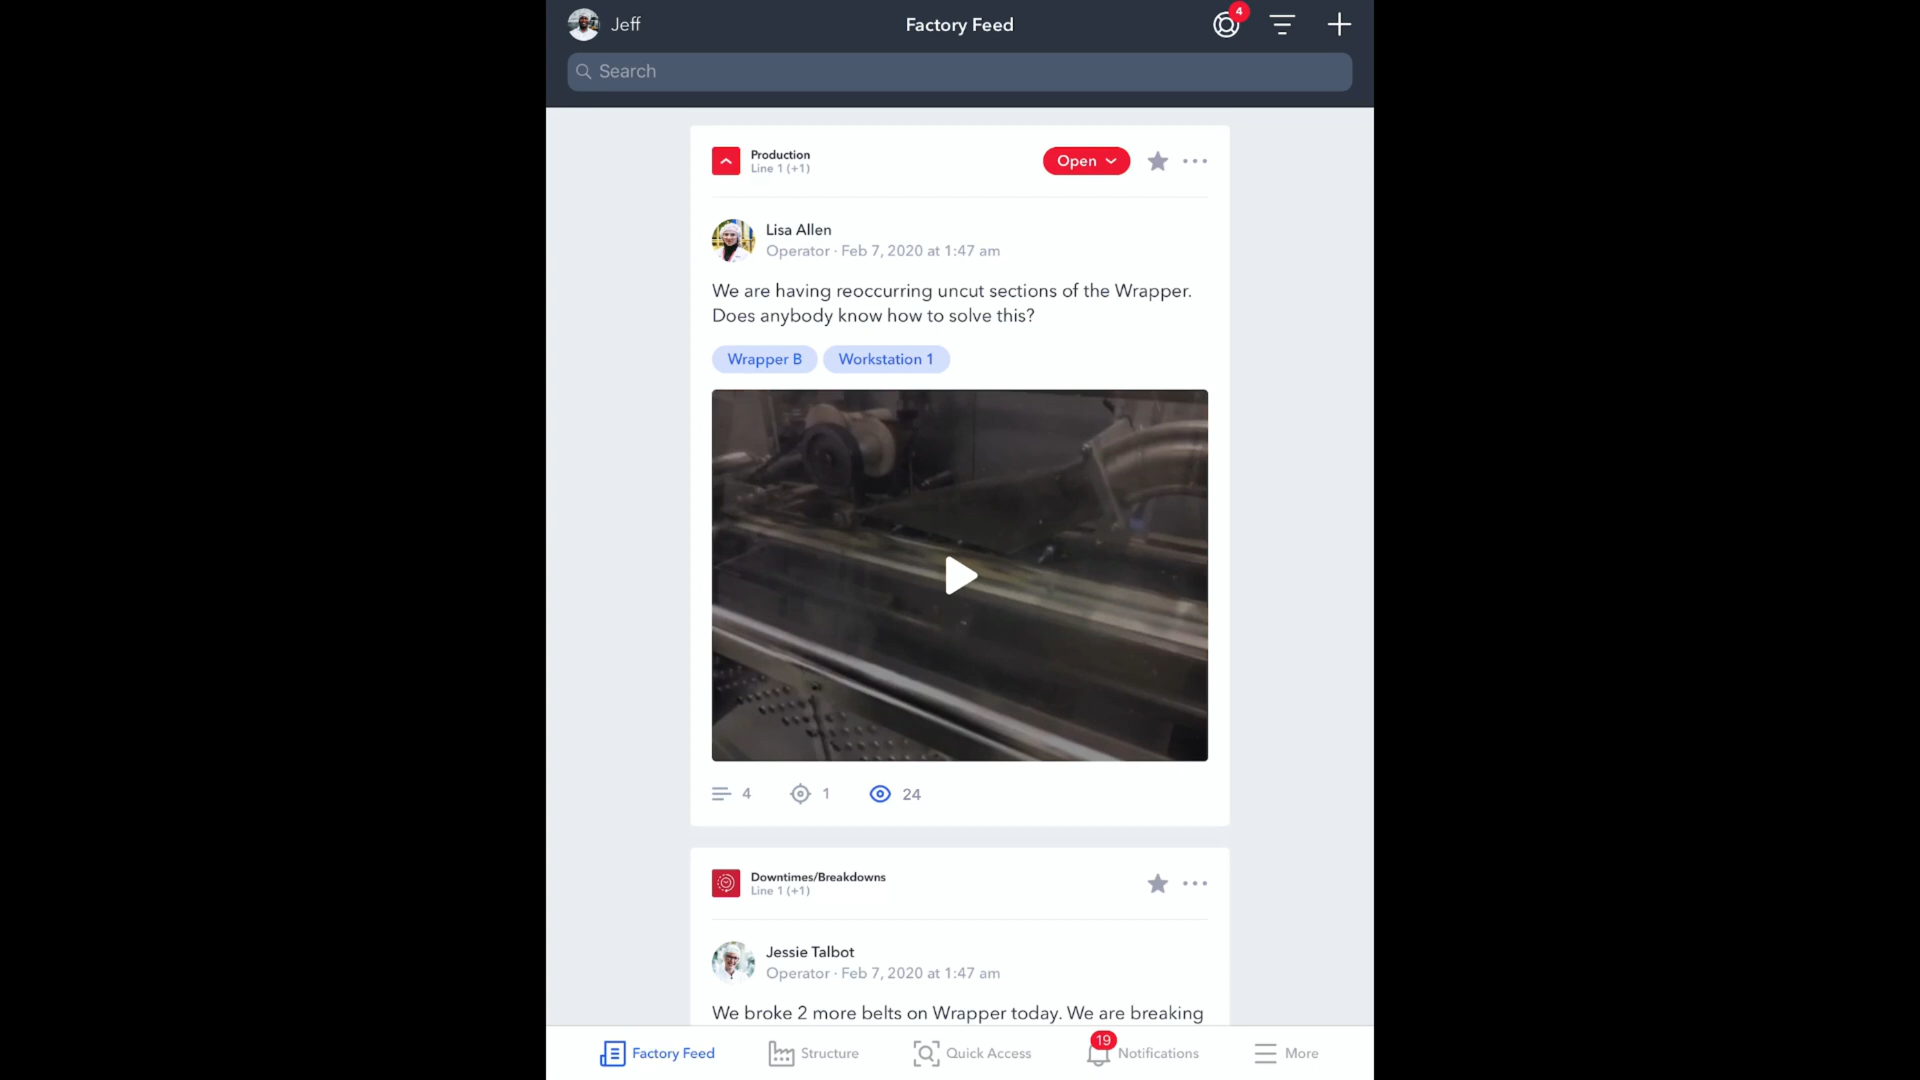 Jeff
Factory Feed
4
Search
Production
Line 1 (+1)
Open
Lisa Allen
Operator · Feb 7, 2020 at 1:47 am
We are having reoccurring uncut sections of the Wrapper.
Does anybody know how to solve this?
Wrapper B
Workstation 1
4
1
24
Downtimes/Breakdowns
Line 1 (+1)
Jessie Talbot
Operator · Feb 7, 2020 at 1:47 am
We broke 2 more belts on Wrapper today. We are breaking
Factory Feed
Structure
Quick Access
19
Notifications
More